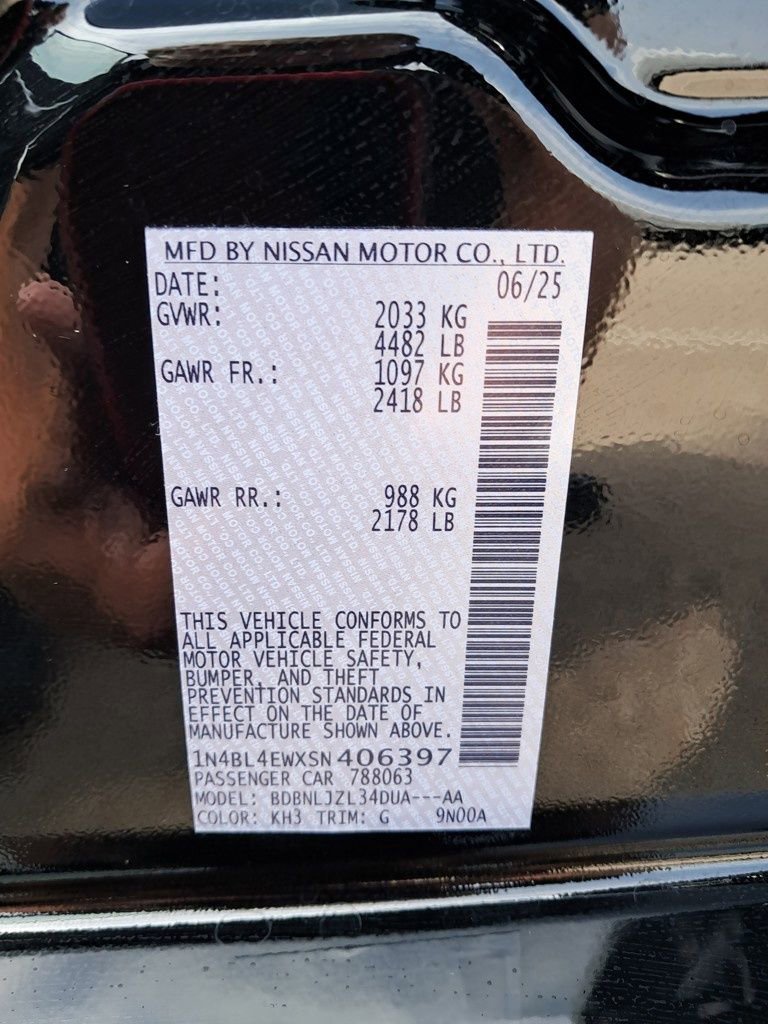 MFD BY NISSAN MOTOR CO., LTD.
DATE: 06/25
GVWR: 2033 KG
4482 LB
GAWR FR.: 1097 KG
2418 LB
GAWR RR.: 988 KG
2178 LB
THIS VEHICLE CONFORMS TO
ALL APPLICABLE FEDERAL
MOTOR VEHICLE SAFETY,
BUMPER, AND THEFT
PREVENTION STANDARDS IN
EFFECT ON THE DATE OF
MANUFACTURE SHOWN ABOVE.
1N4BL4EWXSN406397
PASSENGER CAR 788063
MODEL: BDBNLJZL34DUA---AA
COLOR: KH3 TRIM: G 9N00A